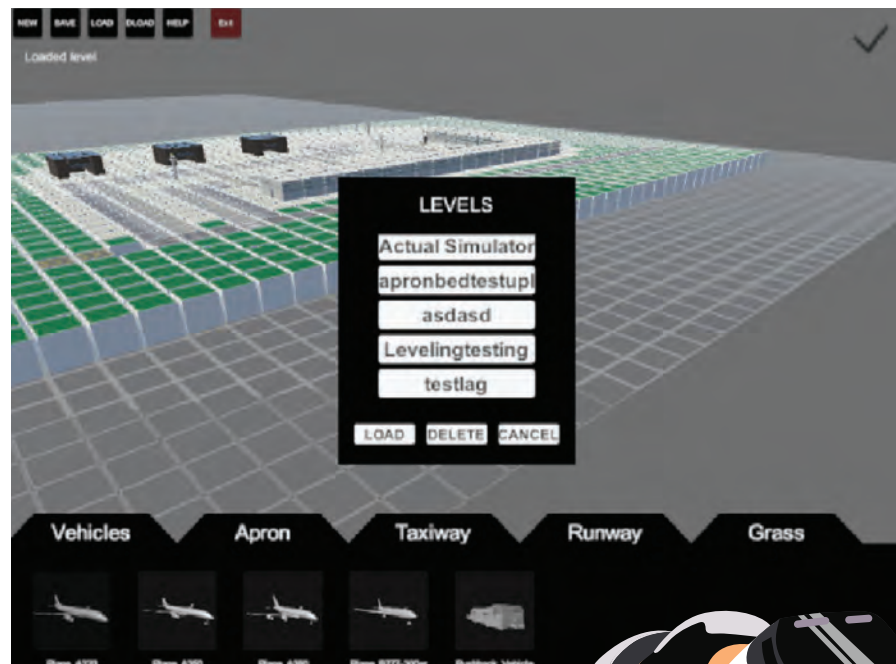 NEW SAVE LOAD DLOAD HELP Exit
Loaded level
LEVELS
Actual Simulator
apronbedtestupl
asdasd
Levelingtesting
testlag
LOAD DELETE CANCEL
Vehicles Apron Taxiway Runway Grass